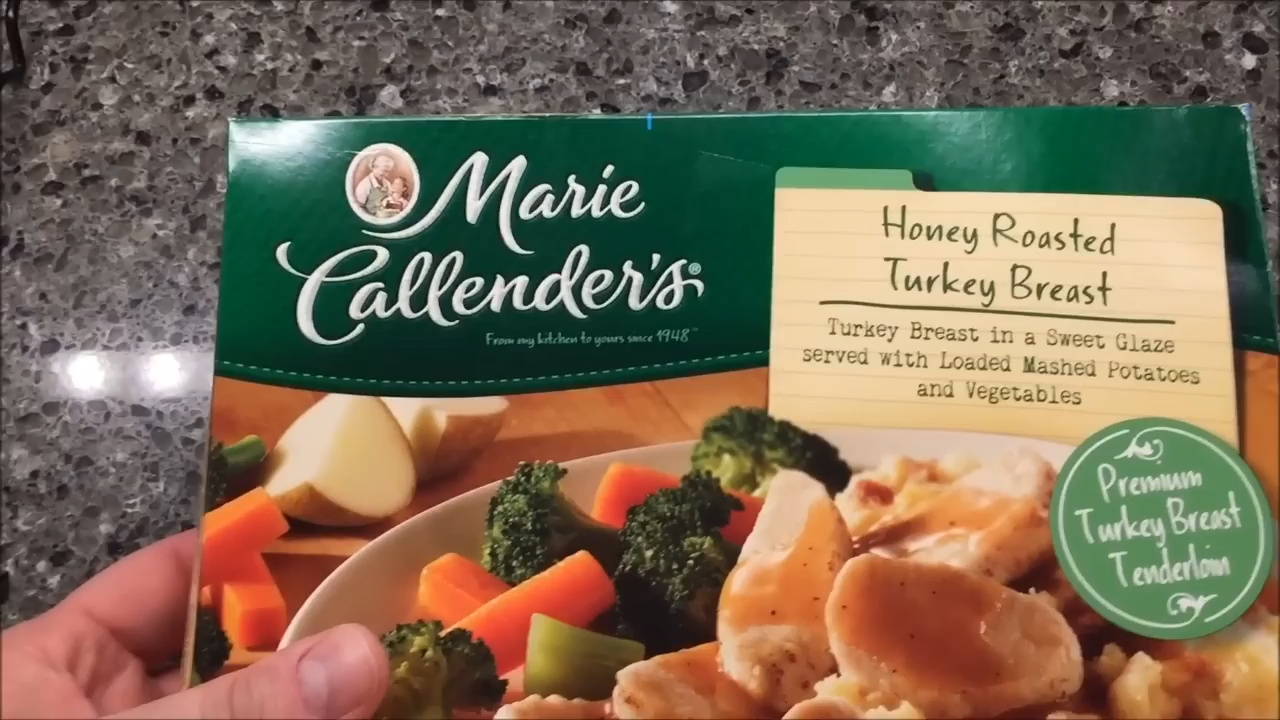 Marie
Callender's®
From my kitchen to yours since 1948™
Honey Roasted
Turkey Breast
Turkey Breast in a Sweet Glaze
served with Loaded Mashed Potatoes
and Vegetables
Premium
Turkey Breast
Tenderloin